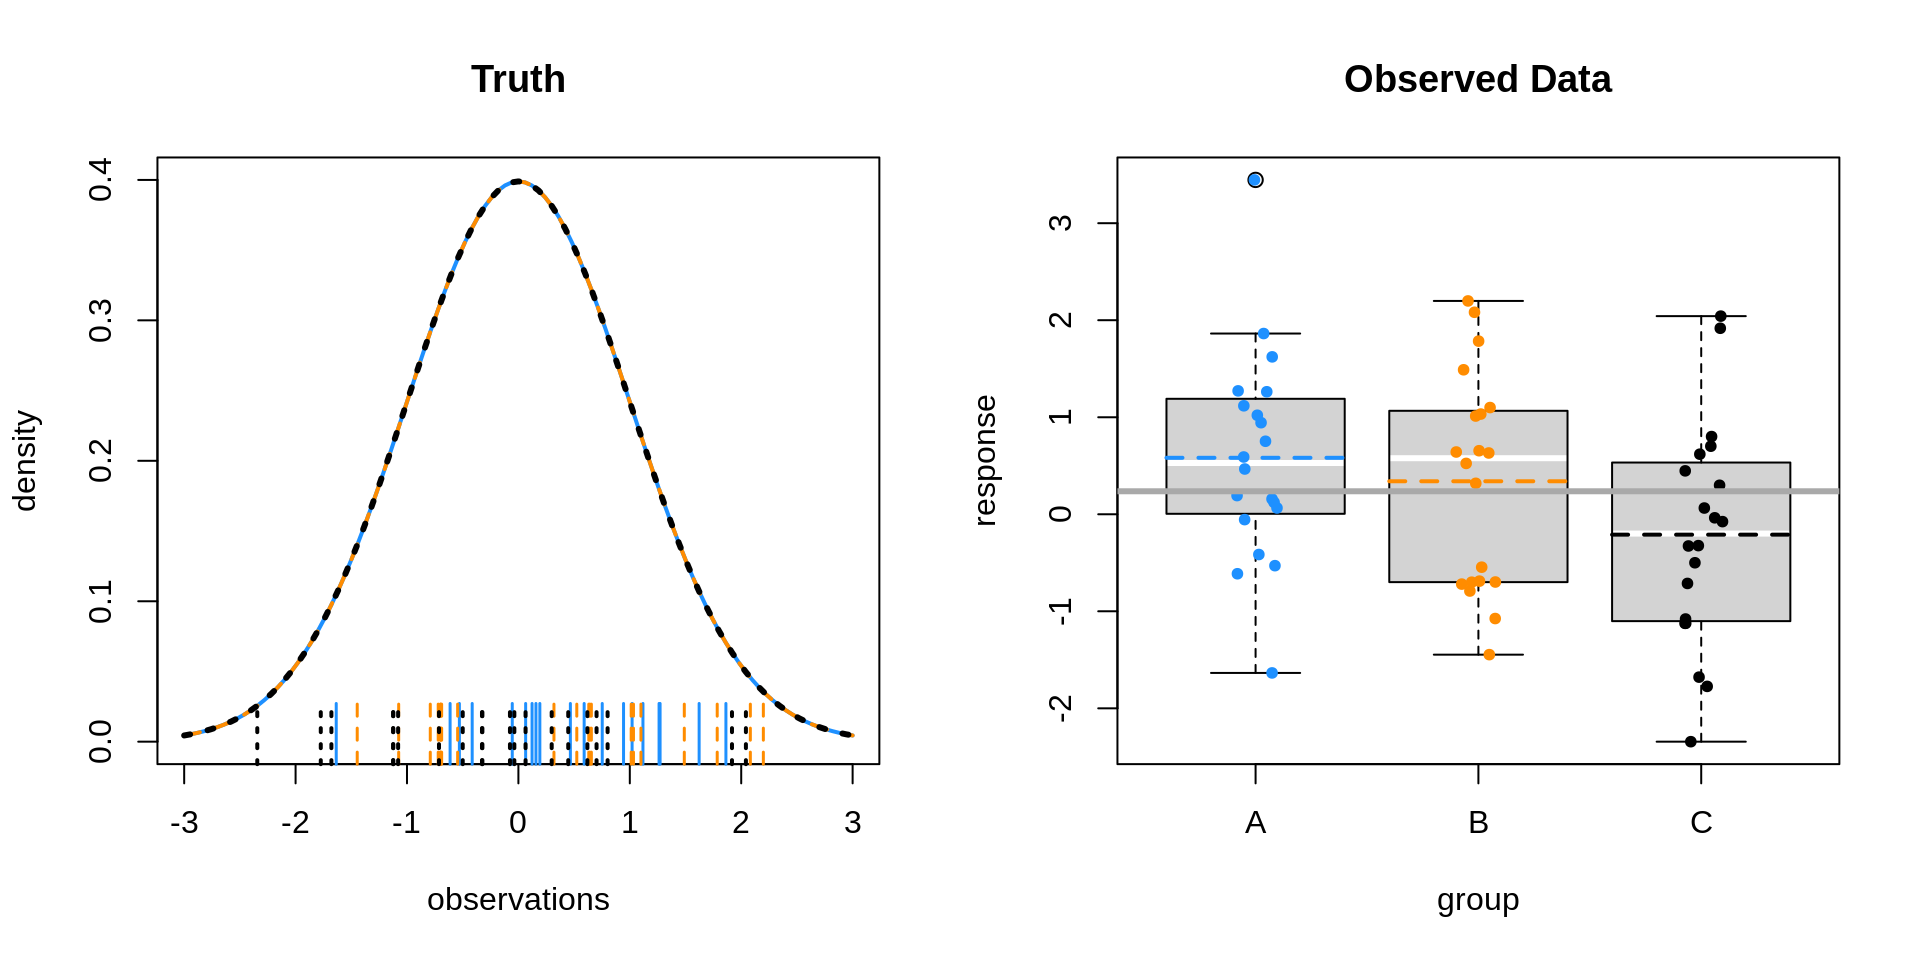 Truth
density
0.4
0.3
0.2
0.1
0.0
-3 -2 -1 0 1 2 3
observations
Observed Data
response
3
2
1
0
-1
-2
A B C
group